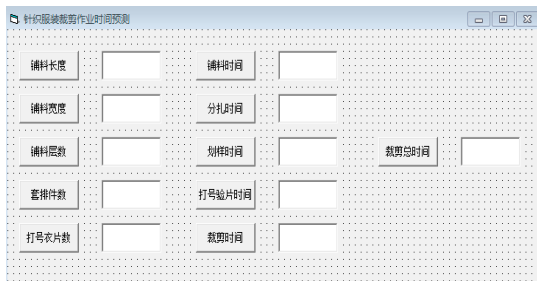 针织服装裁剪作业时间预测
铺料长度 铺料时间
铺料宽度 分扎时间
铺料层数 划样时间 裁剪总时间
套排件数 打号验片时间
打号衣片数 裁剪时间